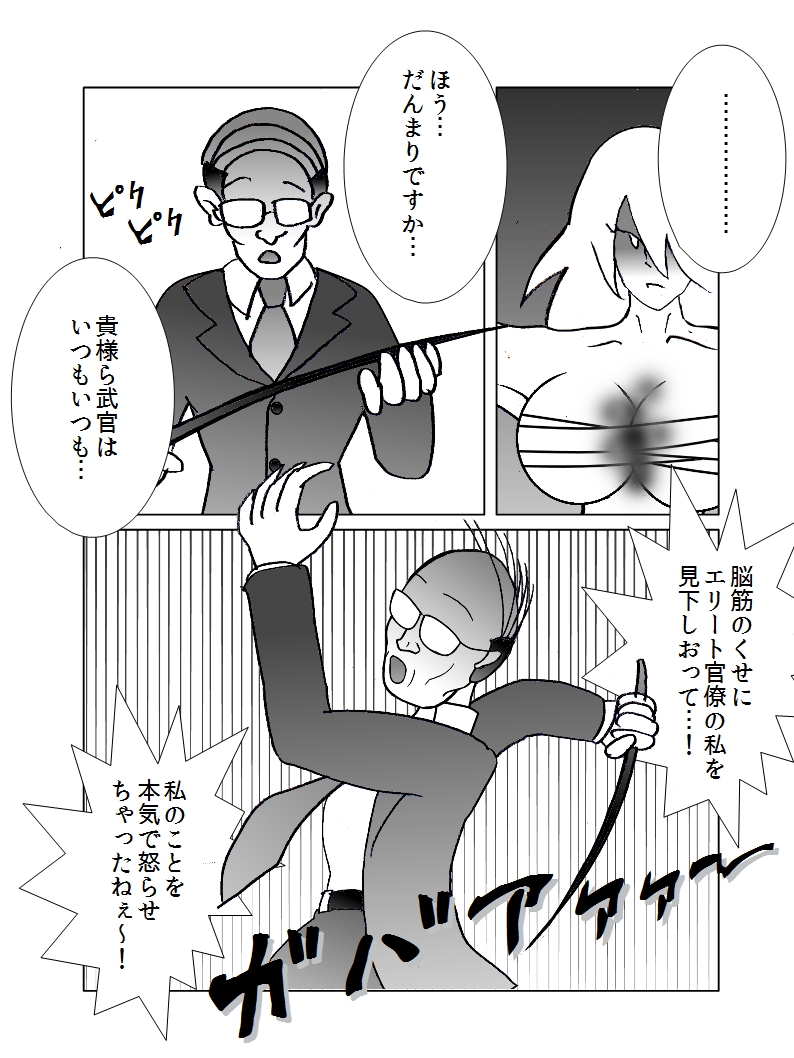 ……………
ほう…
だんまりですか…
ピク
ピク
貴様ら武官は
いつもいつも…
脳筋のくせに
エリート官僚の私を
見下しおって…！
私のことを
本気で怒らせ
ちゃったねぇ～！
ガバアァァ～